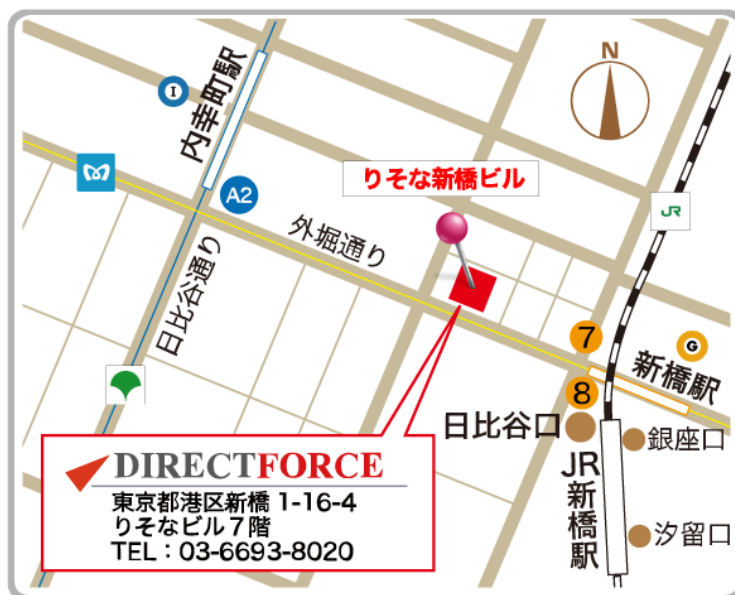 N
内幸町駅
I
A2
りそな新橋ビル
JR
外堀通り
日比谷通り
7
G
新橋駅
8
日比谷口
銀座口
JR新橋駅
汐留口
DIRECTFORCE
東京都港区新橋 1-16-4
りそなビル7階
TEL:03-6693-8020